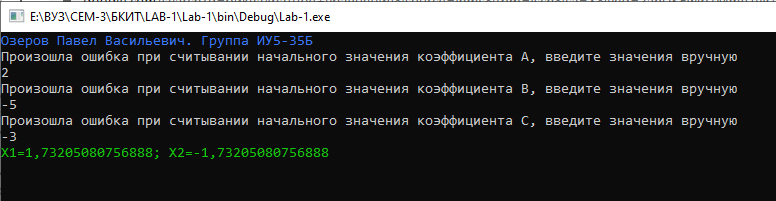 E:\ВУЗ\СЕМ-3\БКИТ\LAB-1\Lab-1\bin\Debug\Lab-1.exe
Озеров Павел Васильевич. Группа ИУ5-35Б
Произошла ошибка при считывании начального значения коэффициента A, введите значения вручную
2
Произошла ошибка при считывании начального значения коэффициента B, введите значения вручную
-5
Произошла ошибка при считывании начального значения коэффициента C, введите значения вручную
-3
X1=1,73205080756888; X2=-1,73205080756888